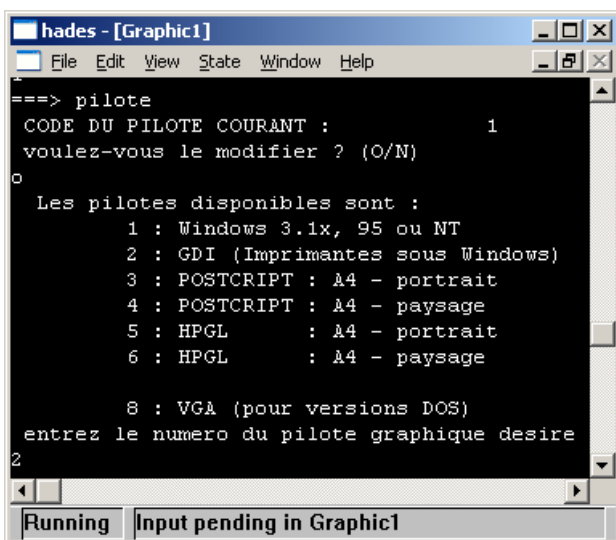 hades - [Graphic1]
File Edit View State Window Help
===> pilote
CODE DU PILOTE COURANT : 1
voulez-vous le modifier ? (O/N)
o
Les pilotes disponibles sont :
1 : Windows 3.1x, 95 ou NT
2 : GDI (Imprimantes sous Windows)
3 : POSTCRIPT : A4 - portrait
4 : POSTCRIPT : A4 - paysage
5 : HPGL : A4 - portrait
6 : HPGL : A4 - paysage
8 : VGA (pour versions DOS)
entrez le numero du pilote graphique desire
2
Running Input pending in Graphic1